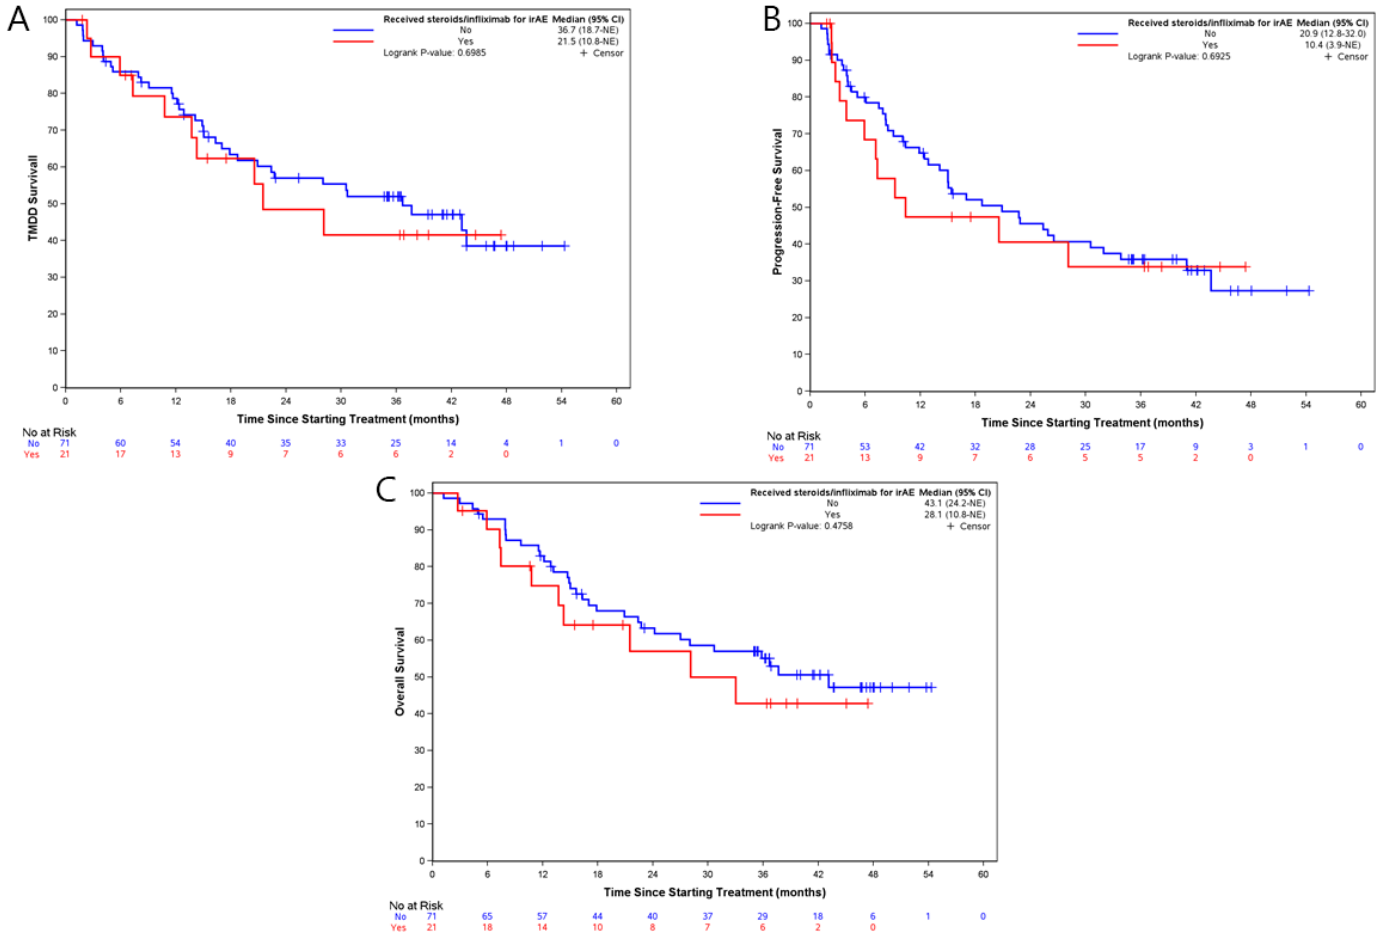 A
Received steroids/infliximab for irAE Median (95% CI)
No 36.7 (18.7-NE)
Yes 21.5 (10.8-NE)
Logrank P-value: 0.6985 + Censor
100
90
80
70
60
50
40
30
20
10
0
TMDD Survivall
0 6 12 18 24 30 36 42 48 54 60
Time Since Starting Treatment (months)
No at Risk
No 71 60 54 40 35 33 25 14 4 1 0
Yes 21 17 13 9 7 6 6 2 0
B
Received steroids/infliximab for irAE Median (95% CI)
No 20.9 (12.8-32.0)
Yes 10.4 (3.9-NE)
Logrank P-value: 0.6925 + Censor
100
90
80
70
60
50
40
30
20
10
0
Progression-Free Survival
0 6 12 18 24 30 36 42 48 54 60
Time Since Starting Treatment (months)
No at Risk
No 71 53 42 32 28 25 17 9 3 1 0
Yes 21 13 9 7 6 5 5 2 0
C
Received steroids/infliximab for irAE Median (95% CI)
No 43.1 (24.2-NE)
Yes 28.1 (10.8-NE)
Logrank P-value: 0.4758 + Censor
100
90
80
70
60
50
40
30
20
10
0
Overall Survival
0 6 12 18 24 30 36 42 48 54 60
Time Since Starting Treatment (months)
No at Risk
No 71 65 57 44 40 37 29 18 6 1 0
Yes 21 18 14 10 8 7 6 2 0